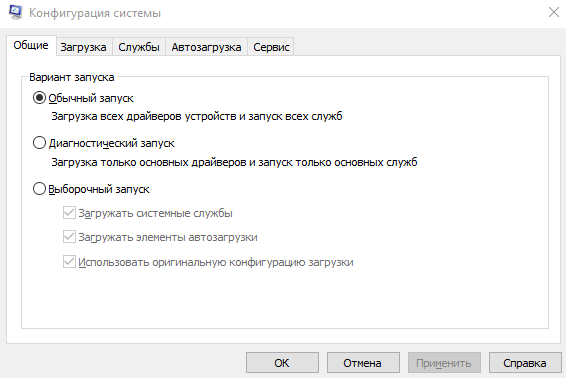 Конфигурация системы
Общие Загрузка Службы Автозагрузка Сервис
Вариант запуска
Обычный запуск
Загрузка всех драйверов устройств и запуск всех служб
Диагностический запуск
Загрузка только основных драйверов и запуск только основных служб
Выборочный запуск
Загружать системные службы
Загружать элементы автозагрузки
Использовать оригинальную конфигурацию загрузки
ОК Отмена Применить Справка